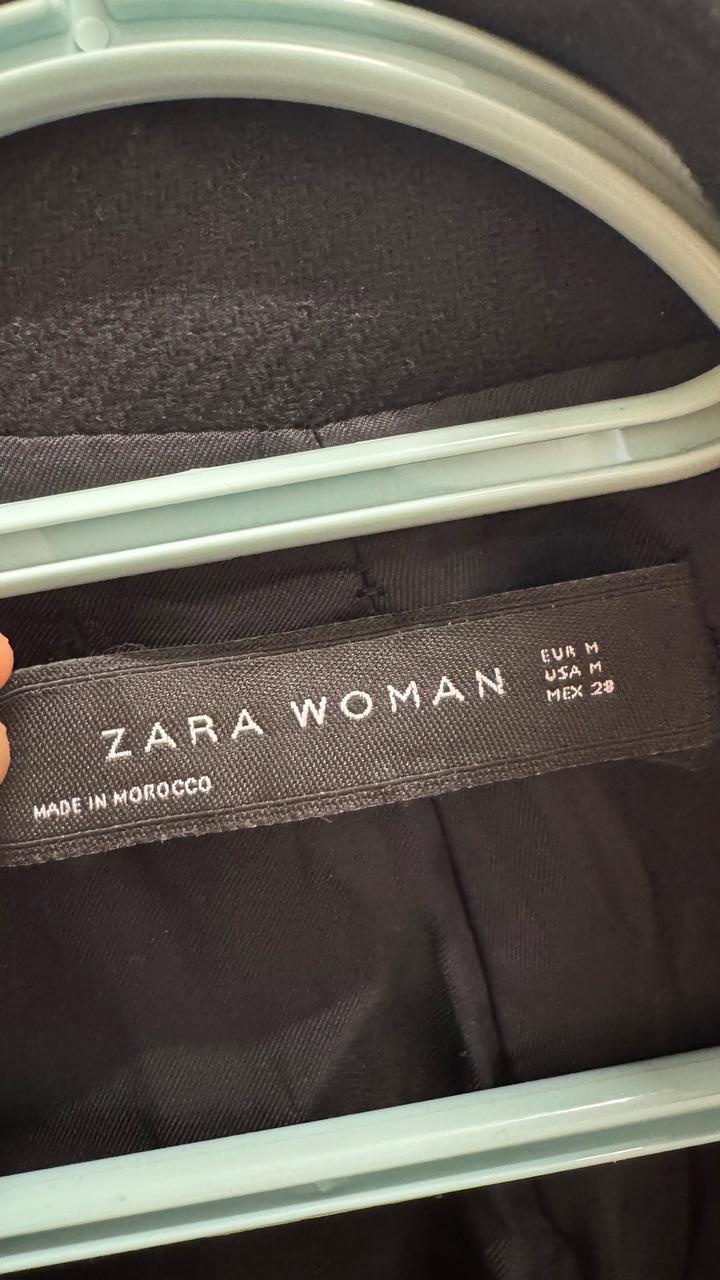 ZARA WOMAN
EUR M
USA M
MEX 28
MADE IN MOROCCO